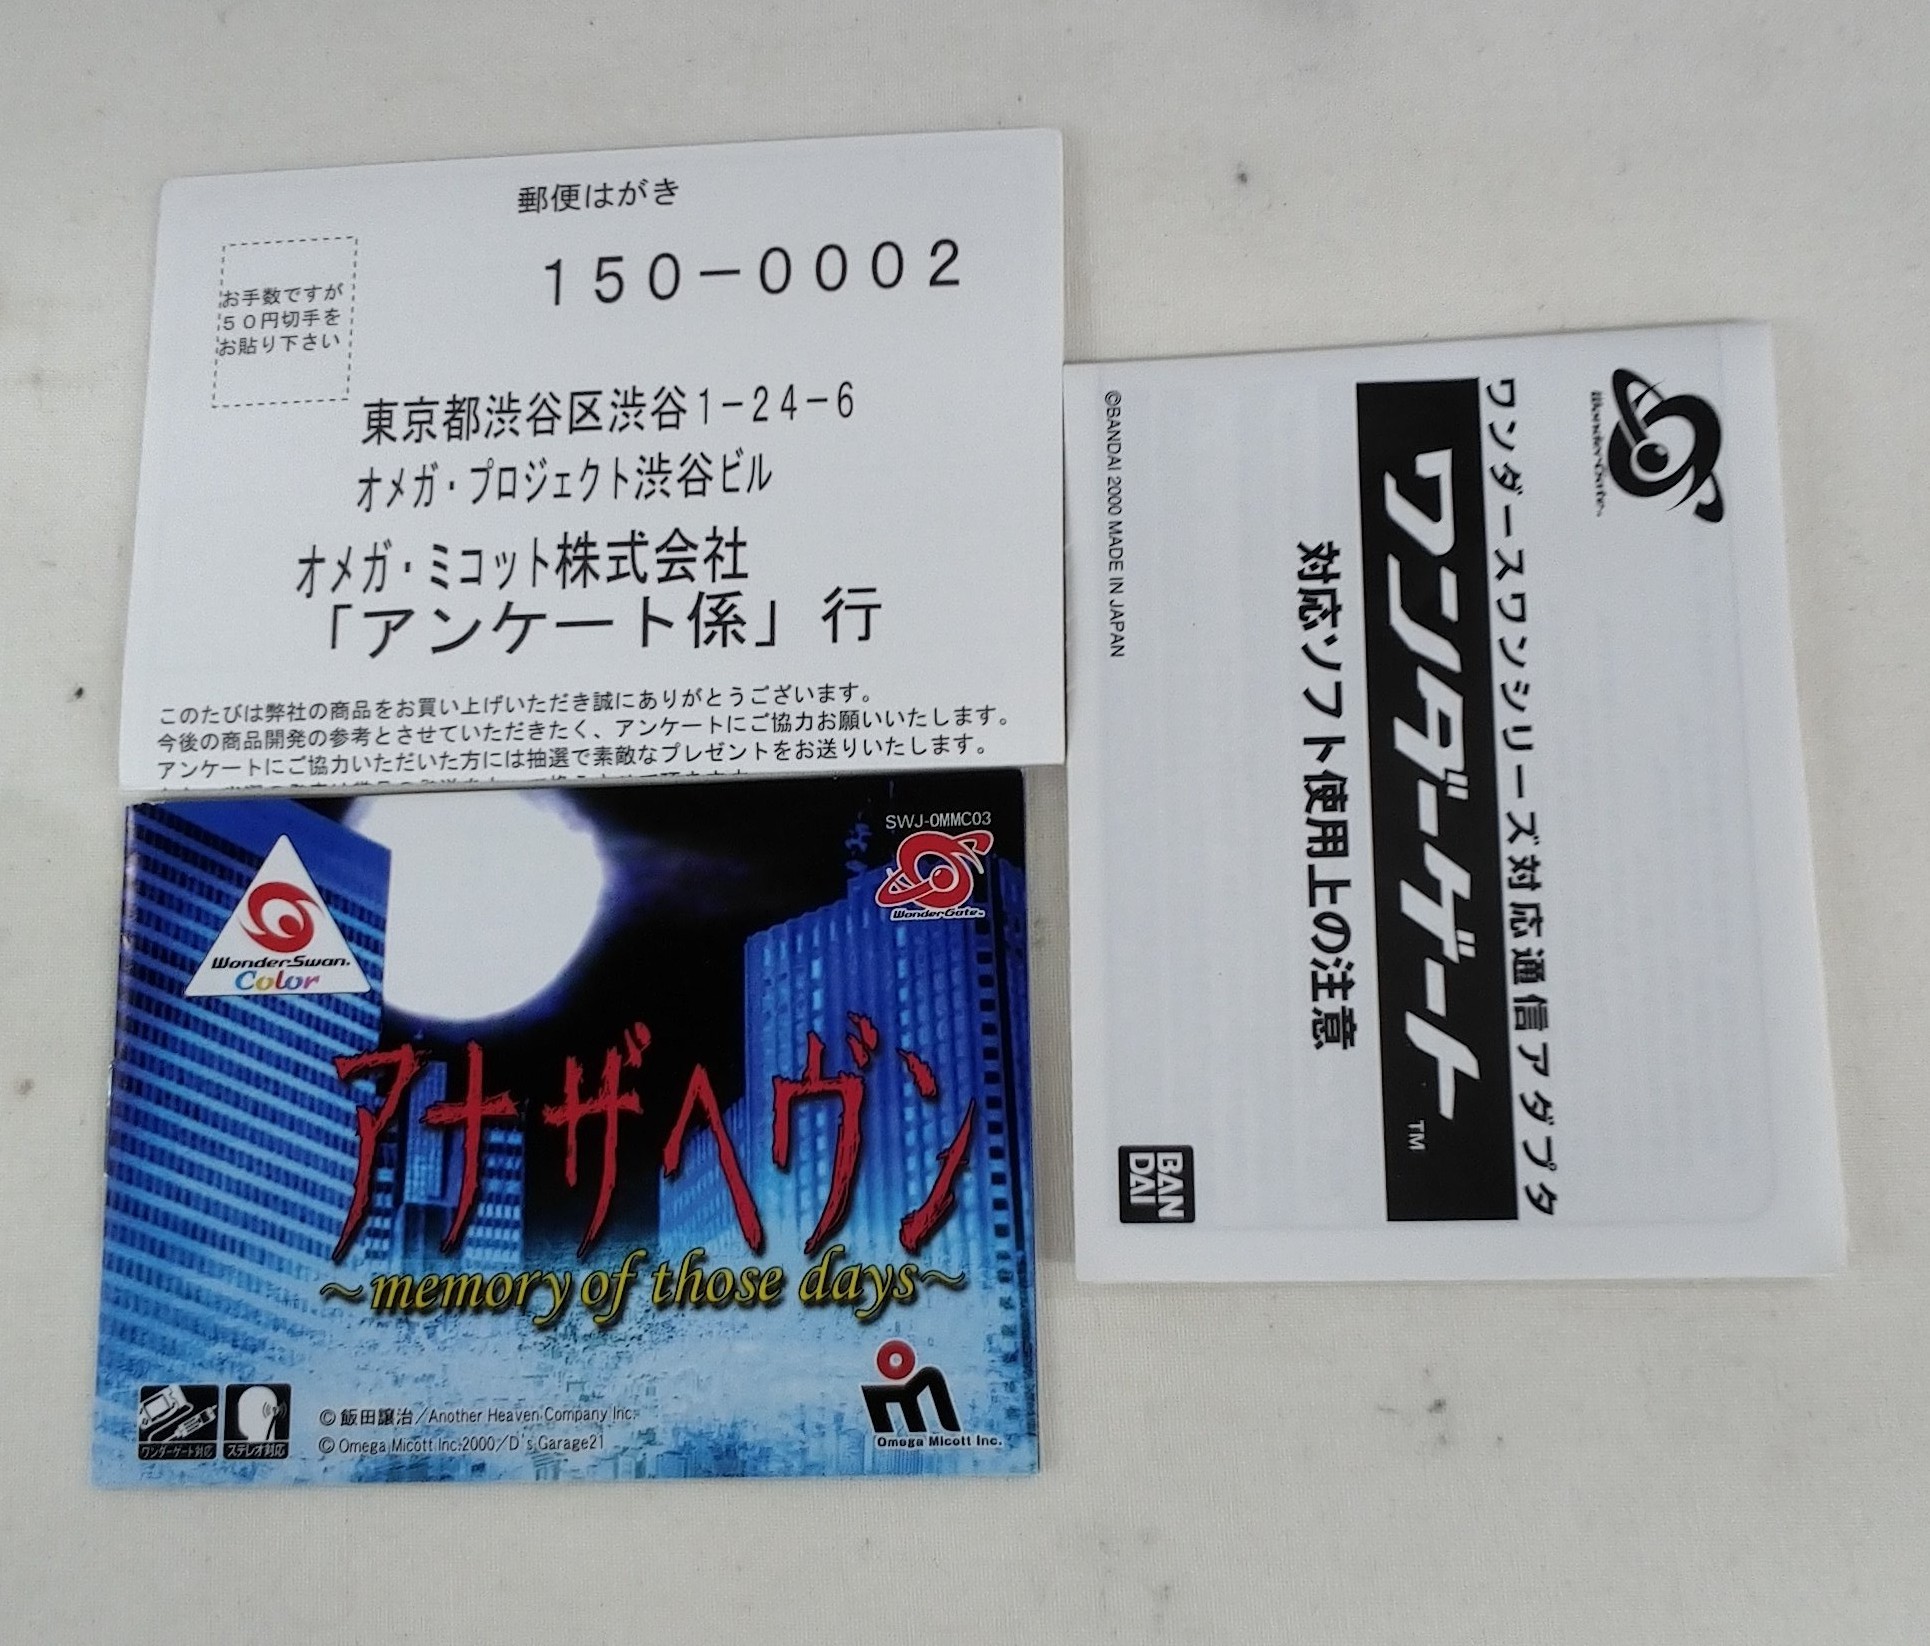 郵便はがき
150-0002
お手数ですが
50円切手を
お貼り下さい
東京都渋谷区渋谷1-24-6
オメガ・プロジェクト渋谷ビル
オメガ・ミコット株式会社
「アンケート係」行
このたびは弊社の商品をお買い上げいただき誠にありがとうございます。
今後の商品開発の参考とさせていただきたく、アンケートにご協力お願いいたします。
アンケートにご協力いただいた方には抽選で素敵なプレゼントをお送りいたします。
SWJ-OMMC03
WonderGate™
WonderSwan
Color
アナザヘヴン
~memory of those days~
ワンダーゲート対応
ステレオ対応
© 飯田譲治/Another Heaven Company Inc.
© Omega Micott Inc.2000/D's Garage21
Omega Micott Inc.
WonderGate™
ワンダースワンシリーズ対応通信アダプタ
ワンダーゲート™
対応ソフト使用上の注意
©BANDAI 2000 MADE IN JAPAN
BAN
DAI